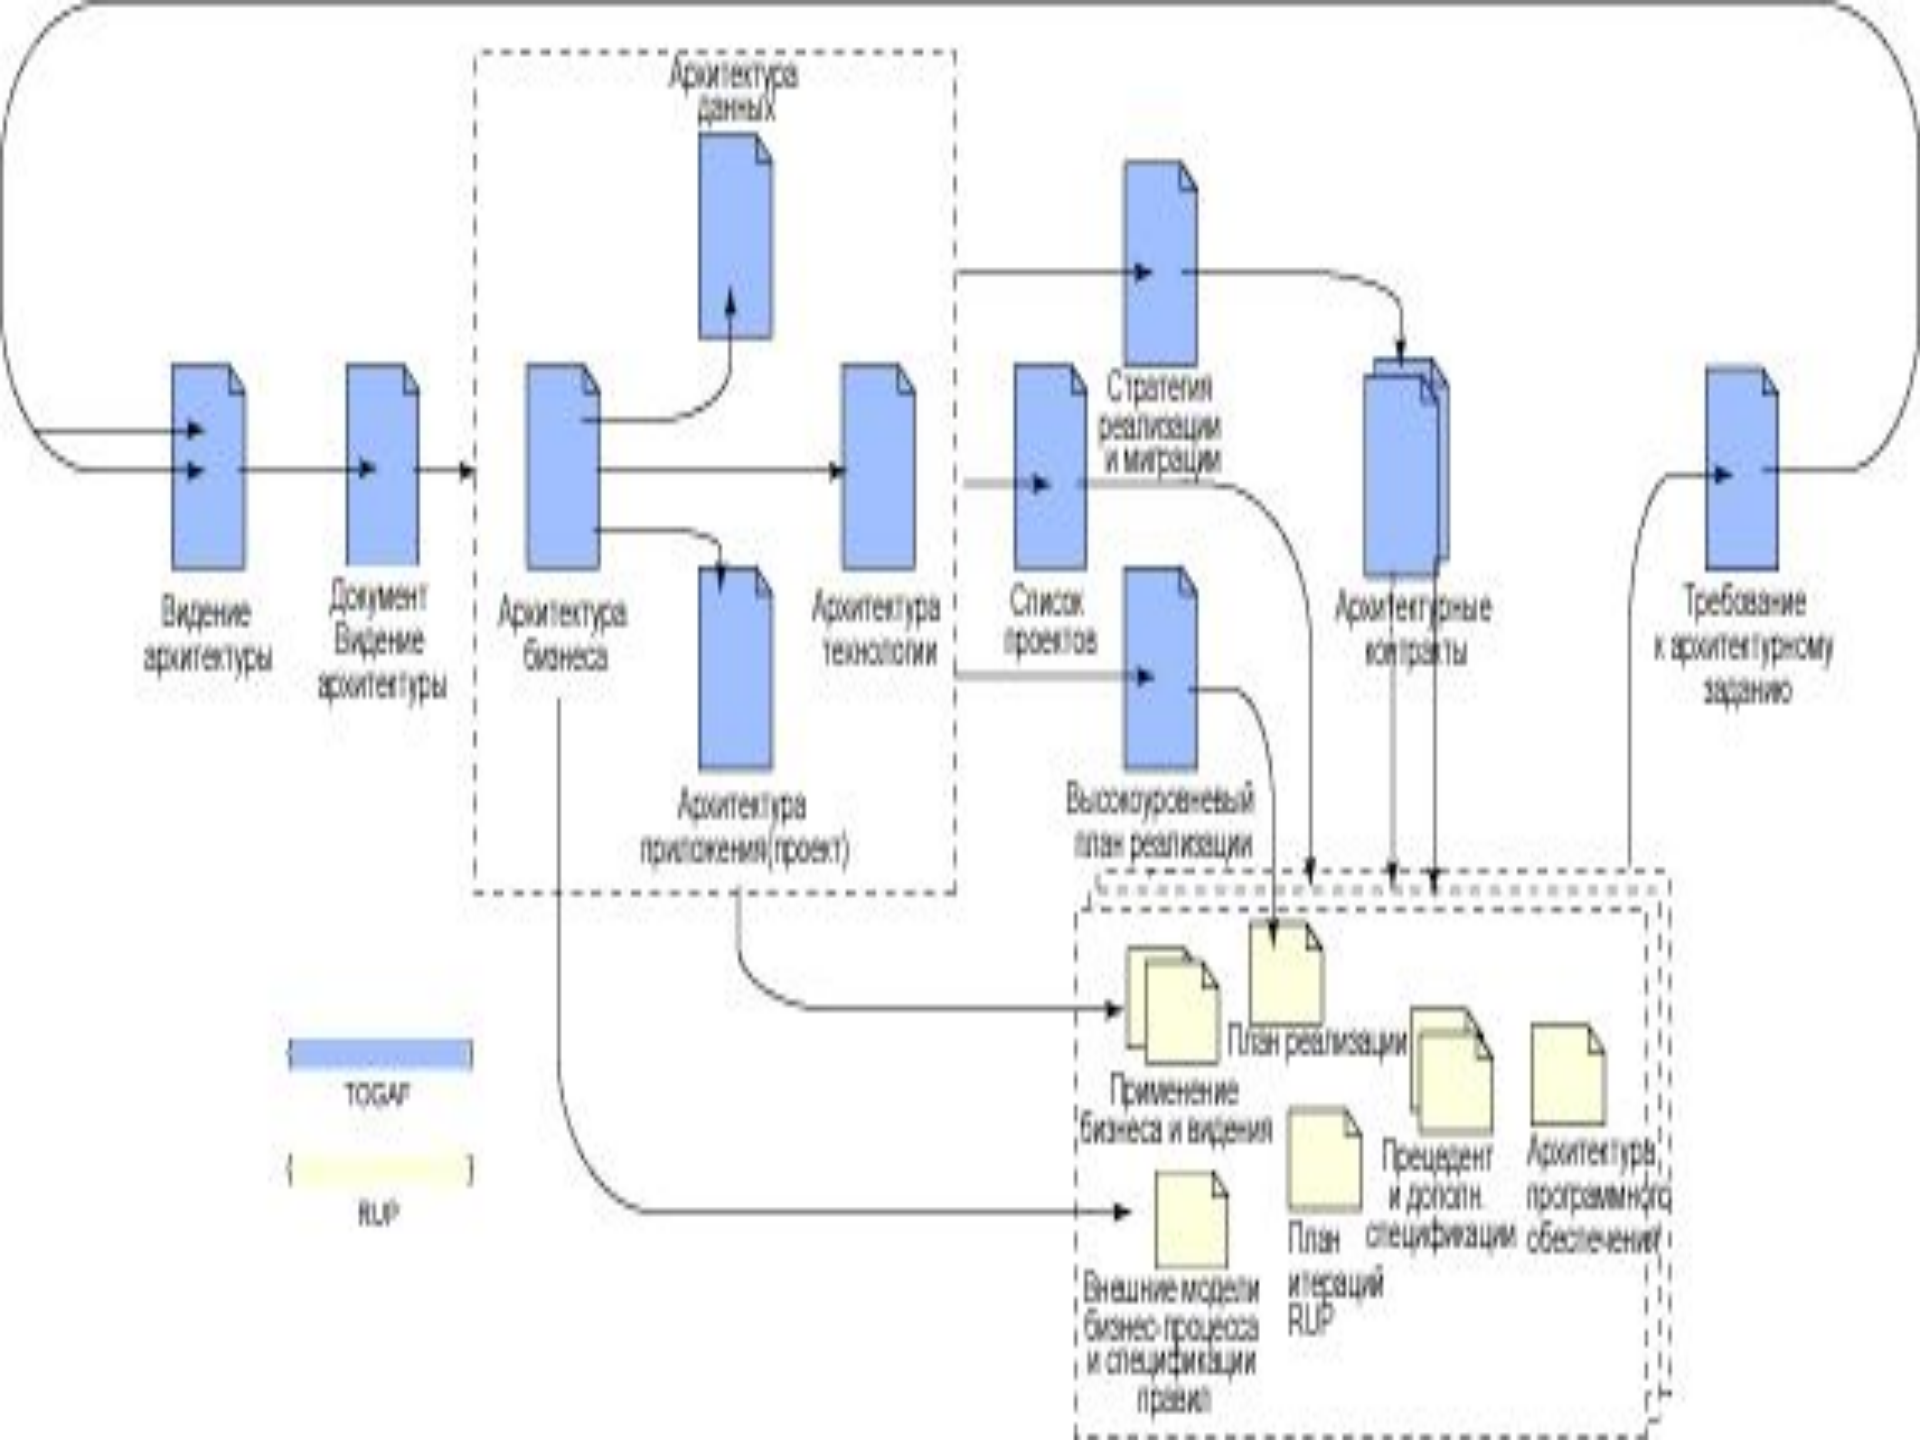 Архитектура
данных
Стратегия
реализации
и миграции
Видение
архитектуры
Документ
Видение
архитектуры
Архитектура
бизнеса
Архитектура
технологии
Список
проектов
Архитектурные
контракты
Требование
к архитектурному
заданию
Архитектура
приложения(проект)
Высокоуровневый
план реализации
TOGAF
RUP
План реализации
Применение
бизнеса и видения
Прецедент
и дополн.
спецификации
Архитектура
программного
обеспечения
План
итераций
RUP
Внешние модели
бизнес-процесса
и спецификации
правил